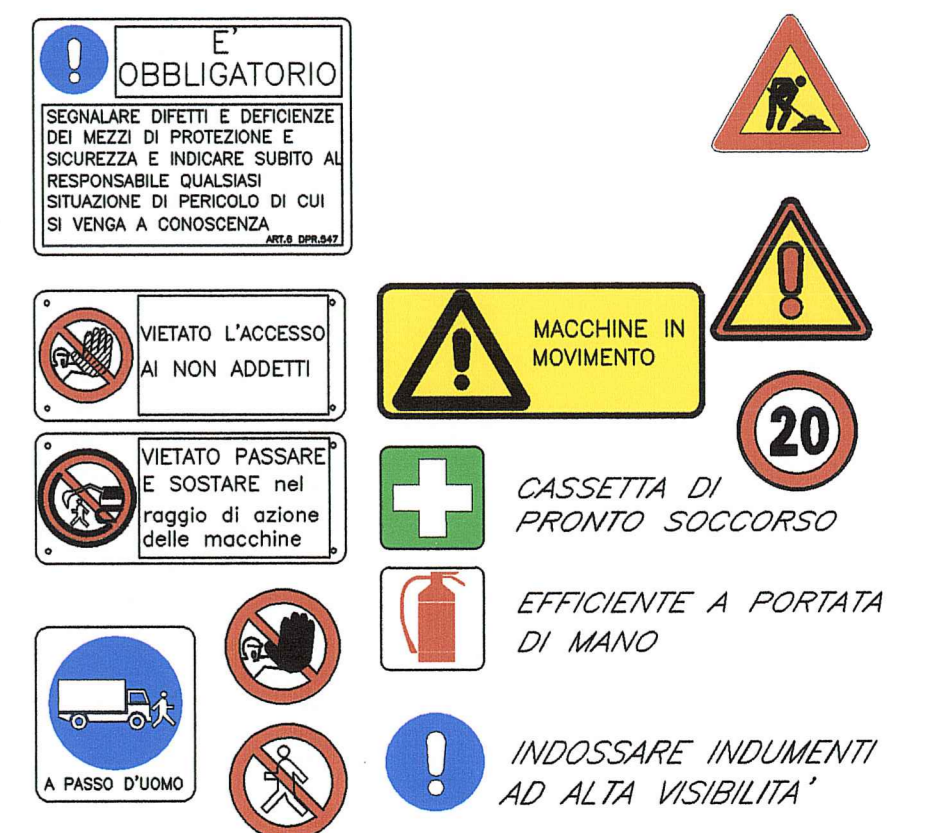 E'
OBBLIGATORIO
SEGNALARE DIFETTI E DEFICIENZE
DEI MEZZI DI PROTEZIONE E
SICUREZZA E INDICARE SUBITO AL
RESPONSABILE QUALSIASI
SITUAZIONE DI PERICOLO DI CUI
SI VENGA A CONOSCENZA
ART.6 DPR.547
VIETATO L'ACCESSO
AI NON ADDETTI
MACCHINE IN
MOVIMENTO
20
VIETATO PASSARE
E SOSTARE nel
raggio di azione
delle macchine
CASSETTA DI
PRONTO SOCCORSO
EFFICIENTE A PORTATA
DI MANO
A PASSO D'UOMO
INDOSSARE INDUMENTI
AD ALTA VISIBILITA'